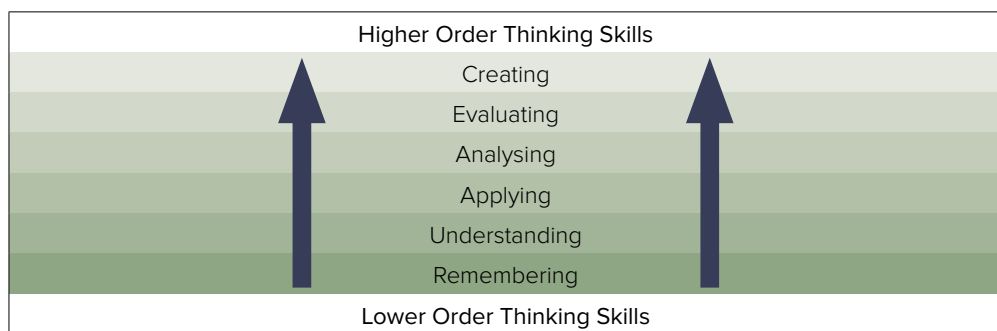 Higher Order Thinking Skills
Creating
Evaluating
Analysing
Applying
Understanding
Remembering
Lower Order Thinking Skills